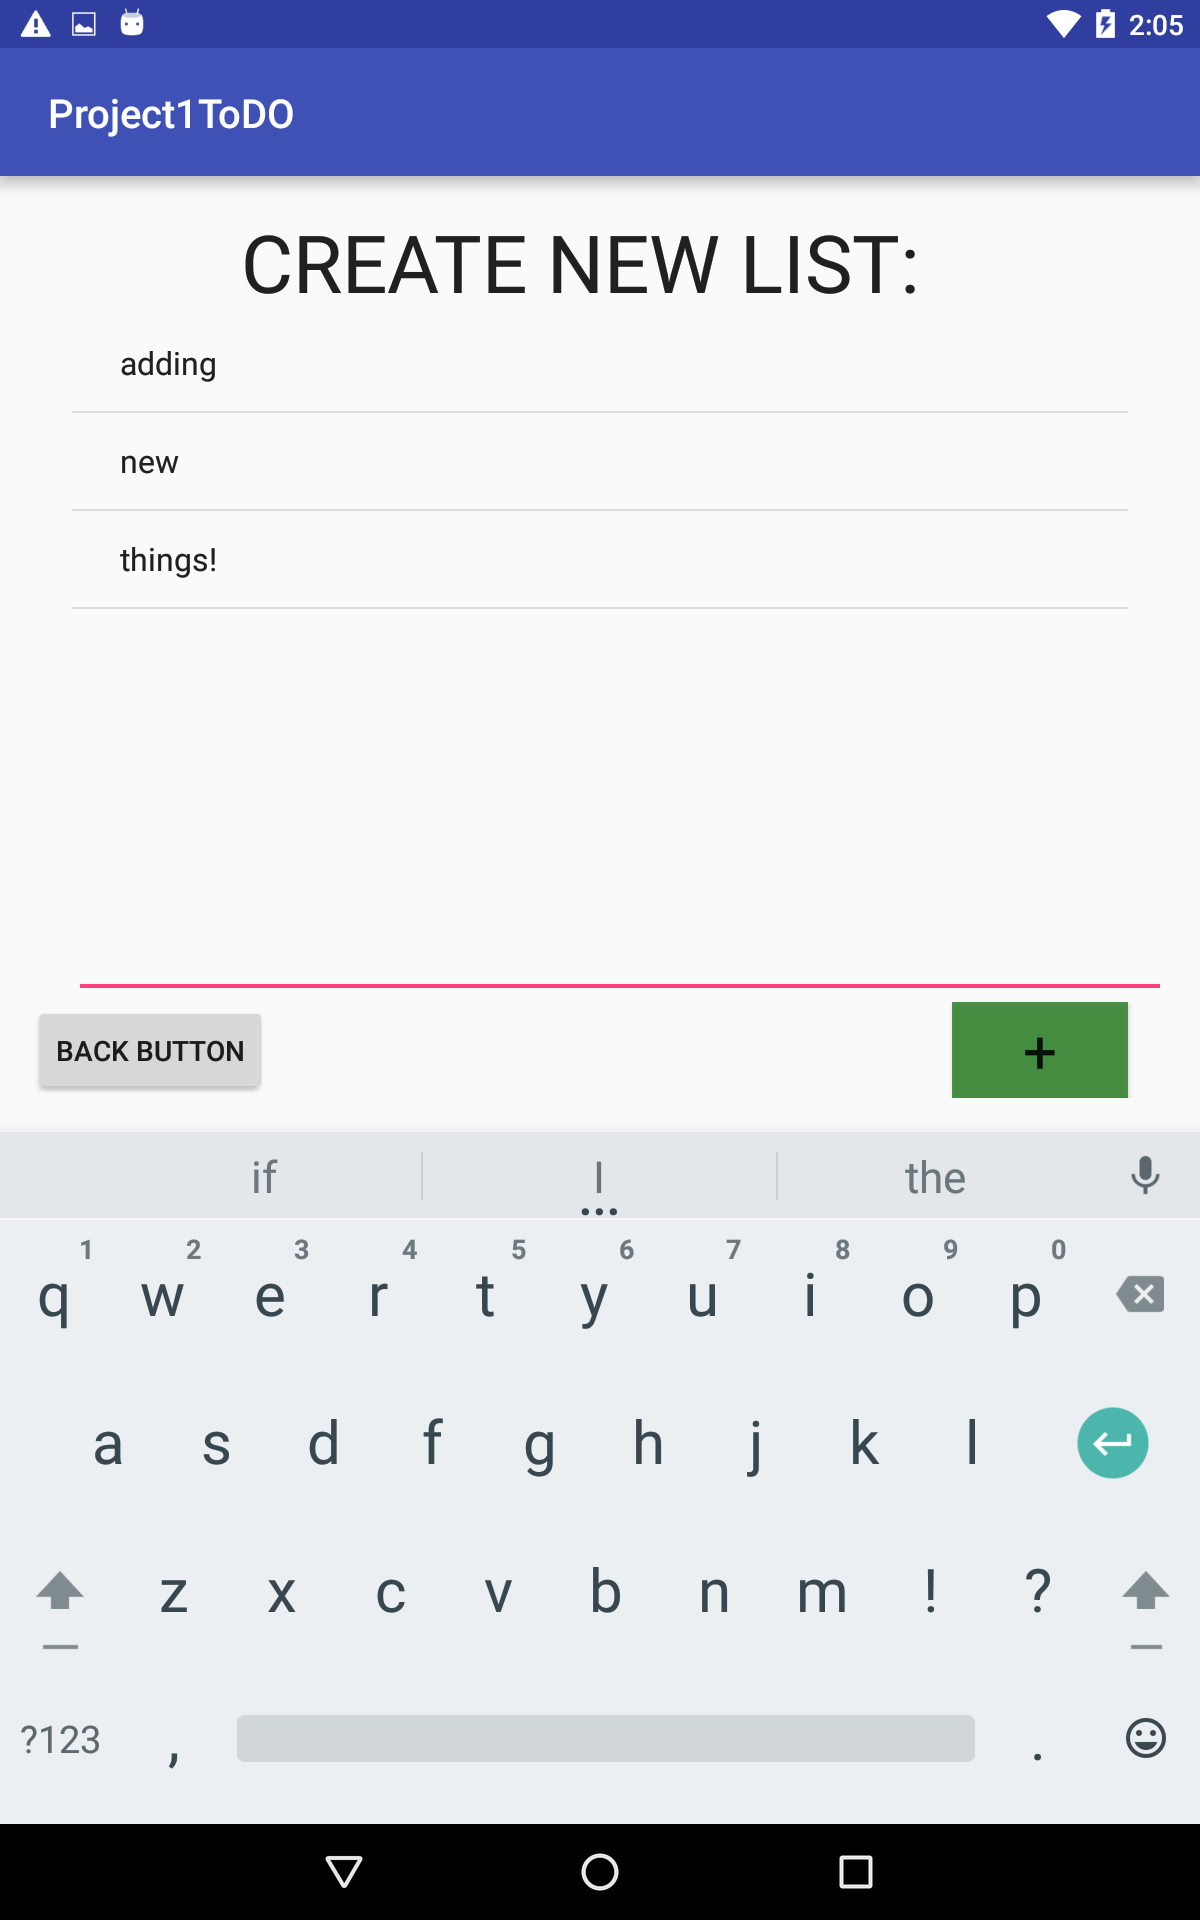 2:05
Project1ToDO
CREATE NEW LIST:
adding
new
things!
BACK BUTTON +
if I the
1 2 3 4 5 6 7 8 9 0
q w e r t y u i o p
a s d f g h j k l
z x c v b n m ! ?
?123 , .